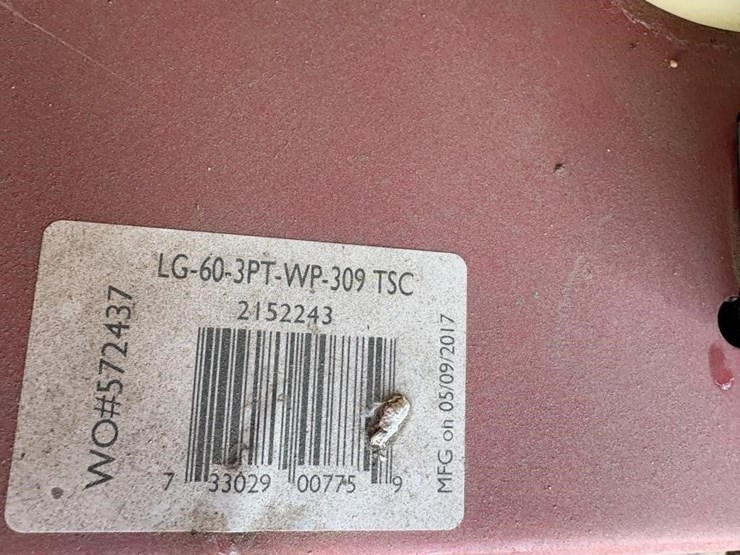 LG-60-3PT-WP-309 TSC
2152243
WO#572437
MFG on 05/09/2017
7 33029 00775 9